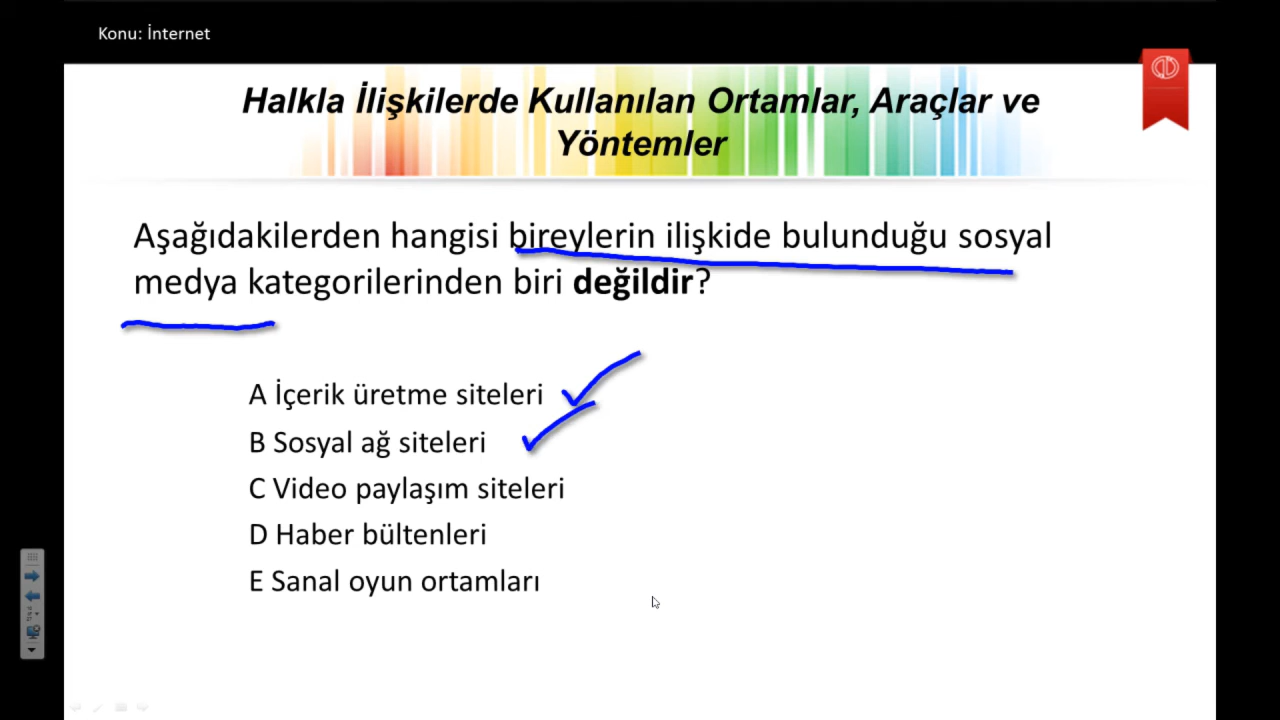 Konu: İnternet
Halkla İlişkilerde Kullanılan Ortamlar, Araçlar ve
Yöntemler
Aşağıdakilerden hangisi bireylerin ilişkide bulunduğu sosyal
medya kategorilerinden biri değildir?
A İçerik üretme siteleri
B Sosyal ağ siteleri
C Video paylaşım siteleri
D Haber bültenleri
E Sanal oyun ortamları